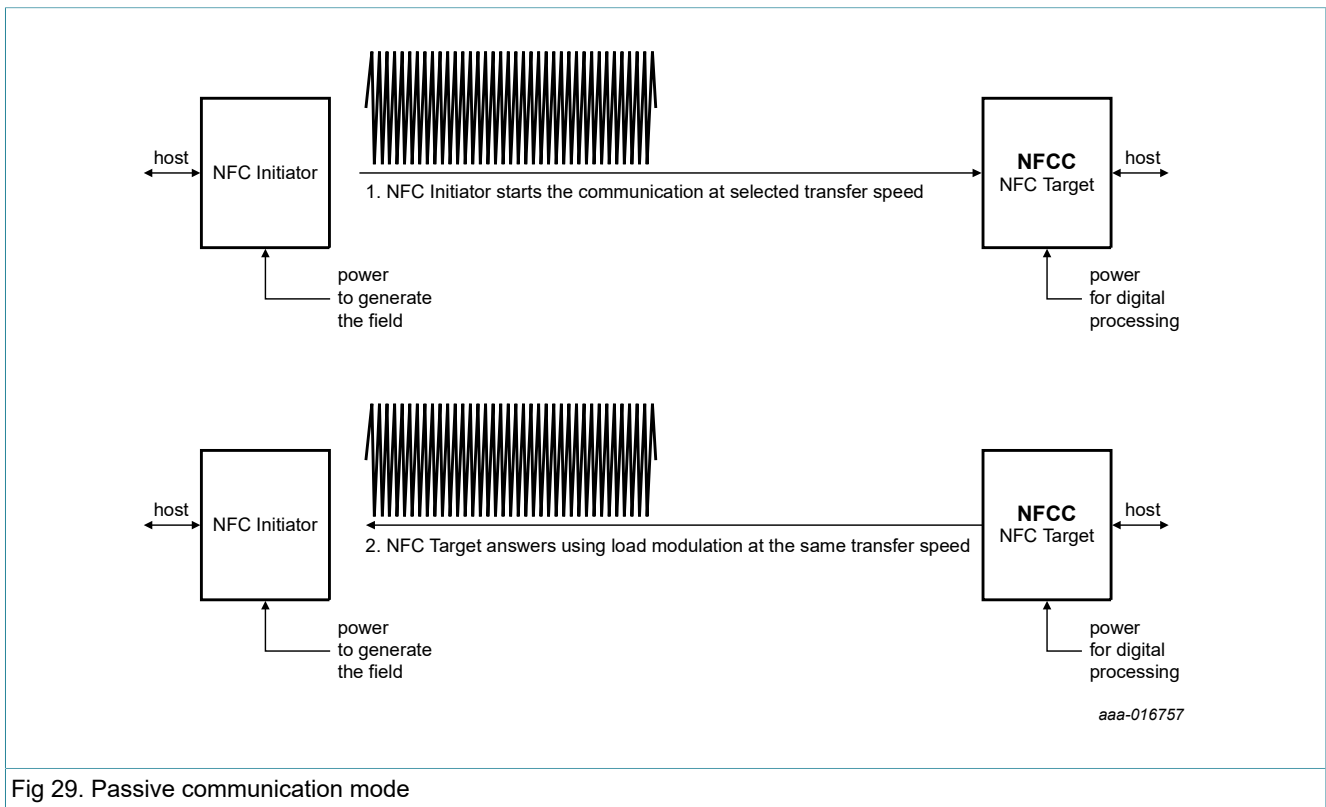 host
NFC Initiator
1. NFC Initiator starts the communication at selected transfer speed
NFCC
NFC Target
host
power
to generate
the field
power
for digital
processing
host
NFC Initiator
2. NFC Target answers using load modulation at the same transfer speed
NFCC
NFC Target
host
power
to generate
the field
power
for digital
processing
aaa-016757
Fig 29. Passive communication mode